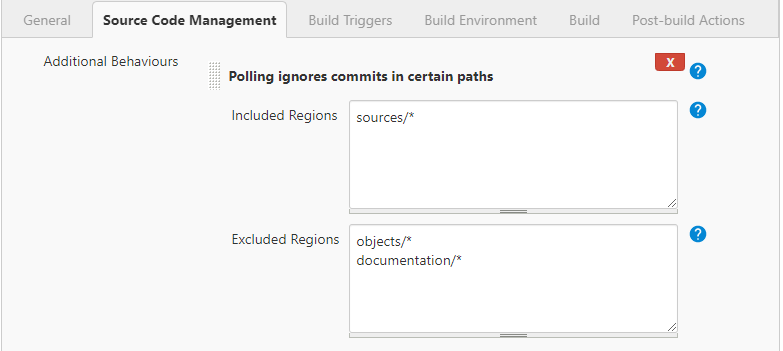 General Source Code Management Build Triggers Build Environment Build Post-build Actions
Additional Behaviours
Polling ignores commits in certain paths
X
?
Included Regions
sources/*
?
Excluded Regions
objects/*
documentation/*
?